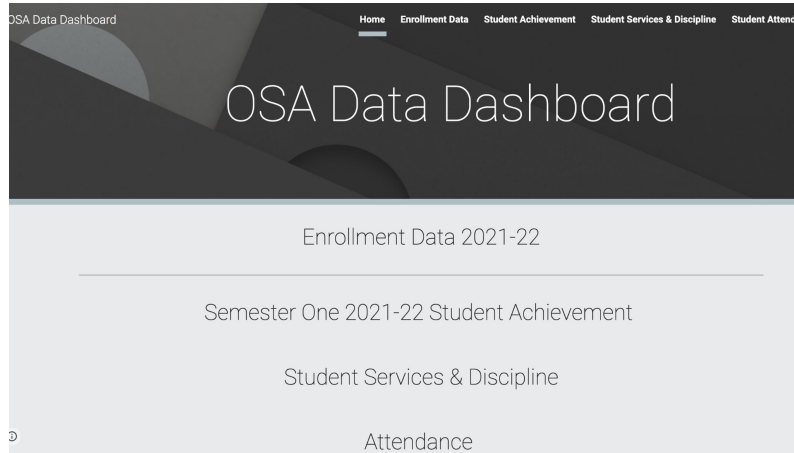 OSA Data Dashboard
Home Enrollment Data Student Achievement Student Services & Discipline Student
OSA Data Dashboard
Enrollment Data 2021-22
Semester One 2021-22 Student Achievement
Student Services & Discipline
Attendance